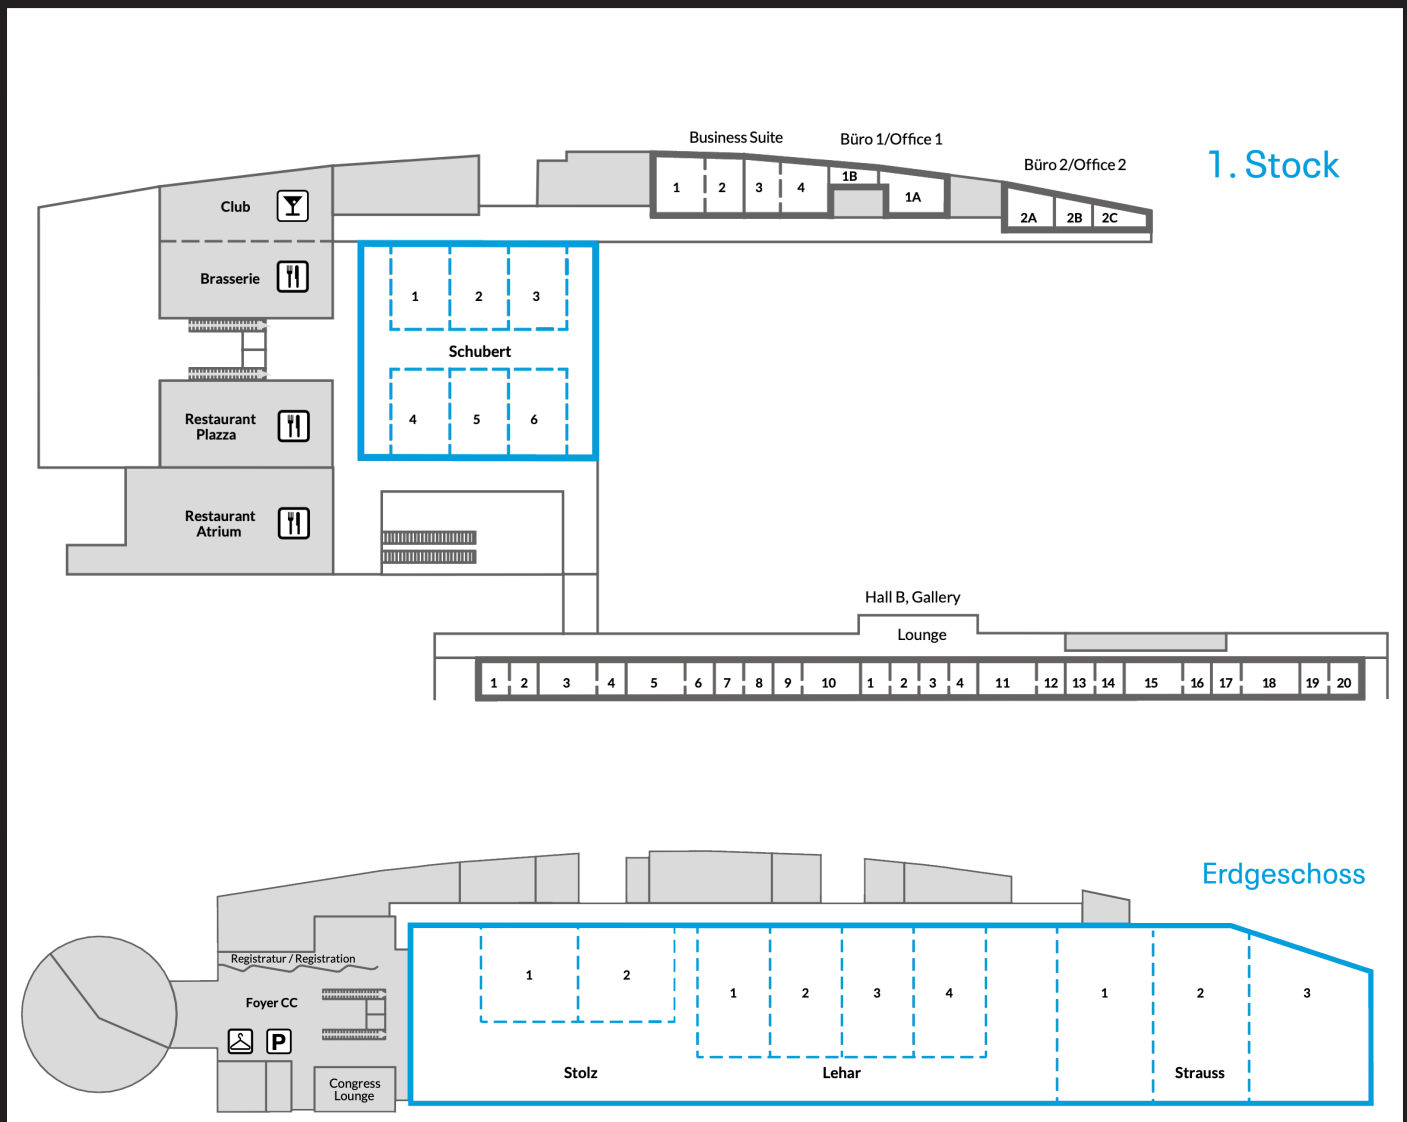 1. Stock
Business Suite
Büro 1/Office 1
Büro 2/Office 2
1
2
3
4
1B
1A
2A
2B
2C
Club
Brasserie
Restaurant
Plazza
Restaurant
Atrium
1
2
3
Schubert
4
5
6
Hall B, Gallery
Lounge
1 2 3 4 5 6 7 8 9 10 1 2 3 4 11 12 13 14 15 16 17 18 19 20
Erdgeschoss
Registratur / Registration
Foyer CC
P
Congress
Lounge
1
2
Stolz
1
2
3
4
Lehar
1
2
3
Strauss